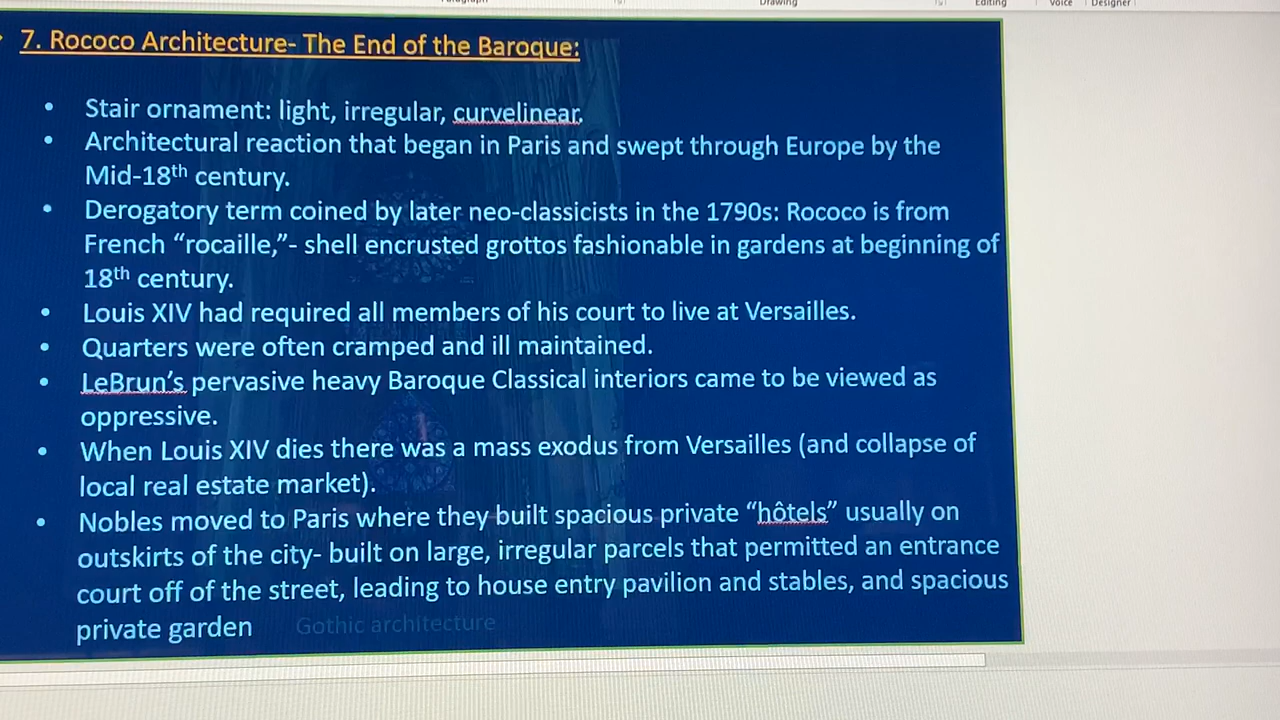 Drawing
Editing
Voice
Designer
7. Rococo Architecture- The End of the Baroque:
• Stair ornament: light, irregular, curvelinear.
• Architectural reaction that began in Paris and swept through Europe by the
Mid-18th century.
• Derogatory term coined by later neo-classicists in the 1790s: Rococo is from
French “rocaille,”- shell encrusted grottos fashionable in gardens at beginning of
18th century.
• Louis XIV had required all members of his court to live at Versailles.
• Quarters were often cramped and ill maintained.
• LeBrun’s pervasive heavy Baroque Classical interiors came to be viewed as
oppressive.
• When Louis XIV dies there was a mass exodus from Versailles (and collapse of
local real estate market).
• Nobles moved to Paris where they built spacious private “hôtels” usually on
outskirts of the city- built on large, irregular parcels that permitted an entrance
court off of the street, leading to house entry pavilion and stables, and spacious
private garden
Gothic architecture